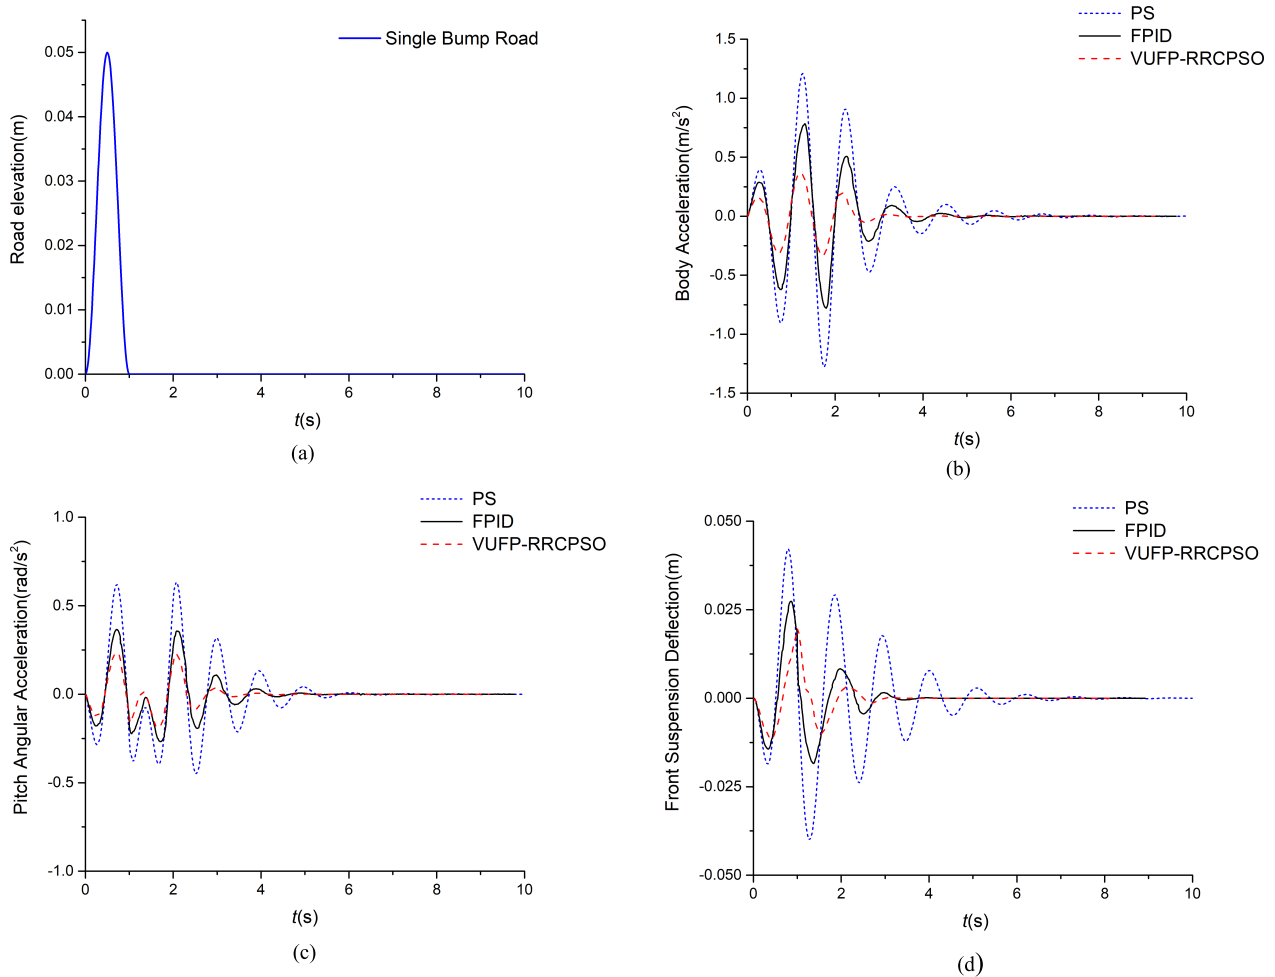 Single Bump Road
Road elevation(m)
0.05
0.04
0.03
0.02
0.01
0.00
0 2 4 6 8 10
t(s)
(a)
PS
FPID
VUFP-RRCPSO
Body Acceleration(m/s²)
1.5
1.0
0.5
0.0
-0.5
-1.0
-1.5
0 2 4 6 8 10
t(s)
(b)
PS
FPID
VUFP-RRCPSO
Pitch Angular Acceleration(rad/s²)
1.0
0.5
0.0
-0.5
-1.0
0 2 4 6 8 10
t(s)
(c)
PS
FPID
VUFP-RRCPSO
Front Suspension Deflection(m)
0.050
0.025
0.000
-0.025
-0.050
0 2 4 6 8 10
t(s)
(d)